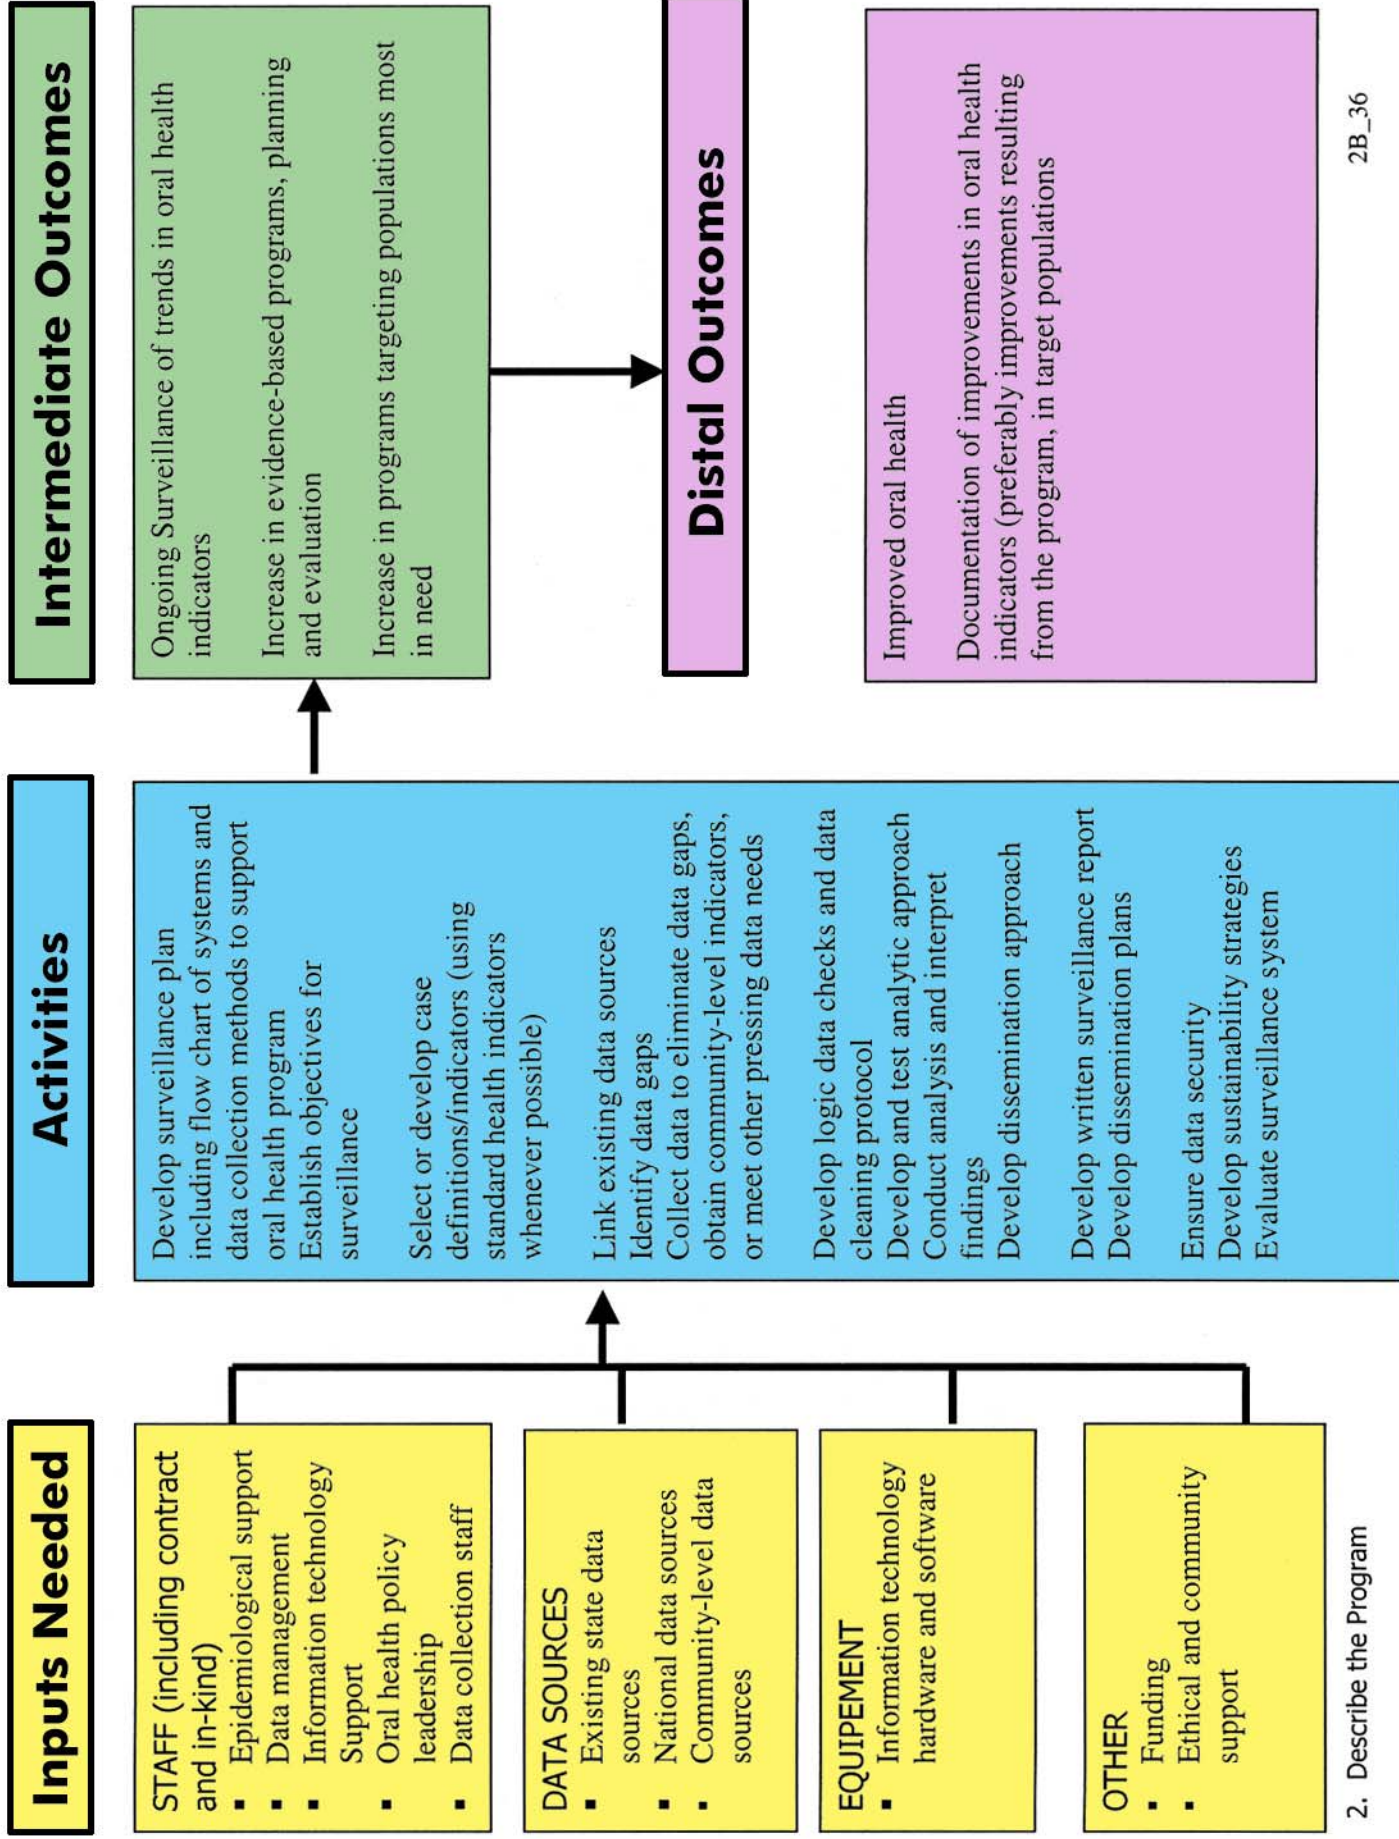 Inputs Needed
STAFF (including contract
and in-kind)
▪ Epidemiological support
▪ Data management
▪ Information technology
Support
▪ Oral health policy
leadership
▪ Data collection staff
DATA SOURCES
▪ Existing state data
sources
▪ National data sources
▪ Community-level data
sources
EQUIPEMENT
▪ Information technology
hardware and software
OTHER
▪ Funding
▪ Ethical and community
support
Activities
Develop surveillance plan
including flow chart of systems and
data collection methods to support
oral health program
Establish objectives for
surveillance
Select or develop case
definitions/indicators (using
standard health indicators
whenever possible)
Link existing data sources
Identify data gaps
Collect data to eliminate data gaps,
obtain community-level indicators,
or meet other pressing data needs
Develop logic data checks and data
cleaning protocol
Develop and test analytic approach
Conduct analysis and interpret
findings
Develop dissemination approach
Develop written surveillance report
Develop dissemination plans
Ensure data security
Develop sustainability strategies
Evaluate surveillance system
Intermediate Outcomes
Ongoing Surveillance of trends in oral health
indicators
Increase in evidence-based programs, planning
and evaluation
Increase in programs targeting populations most
in need
Distal Outcomes
Improved oral health
Documentation of improvements in oral health
indicators (preferably improvements resulting
from the program, in target populations
2. Describe the Program
2B_36